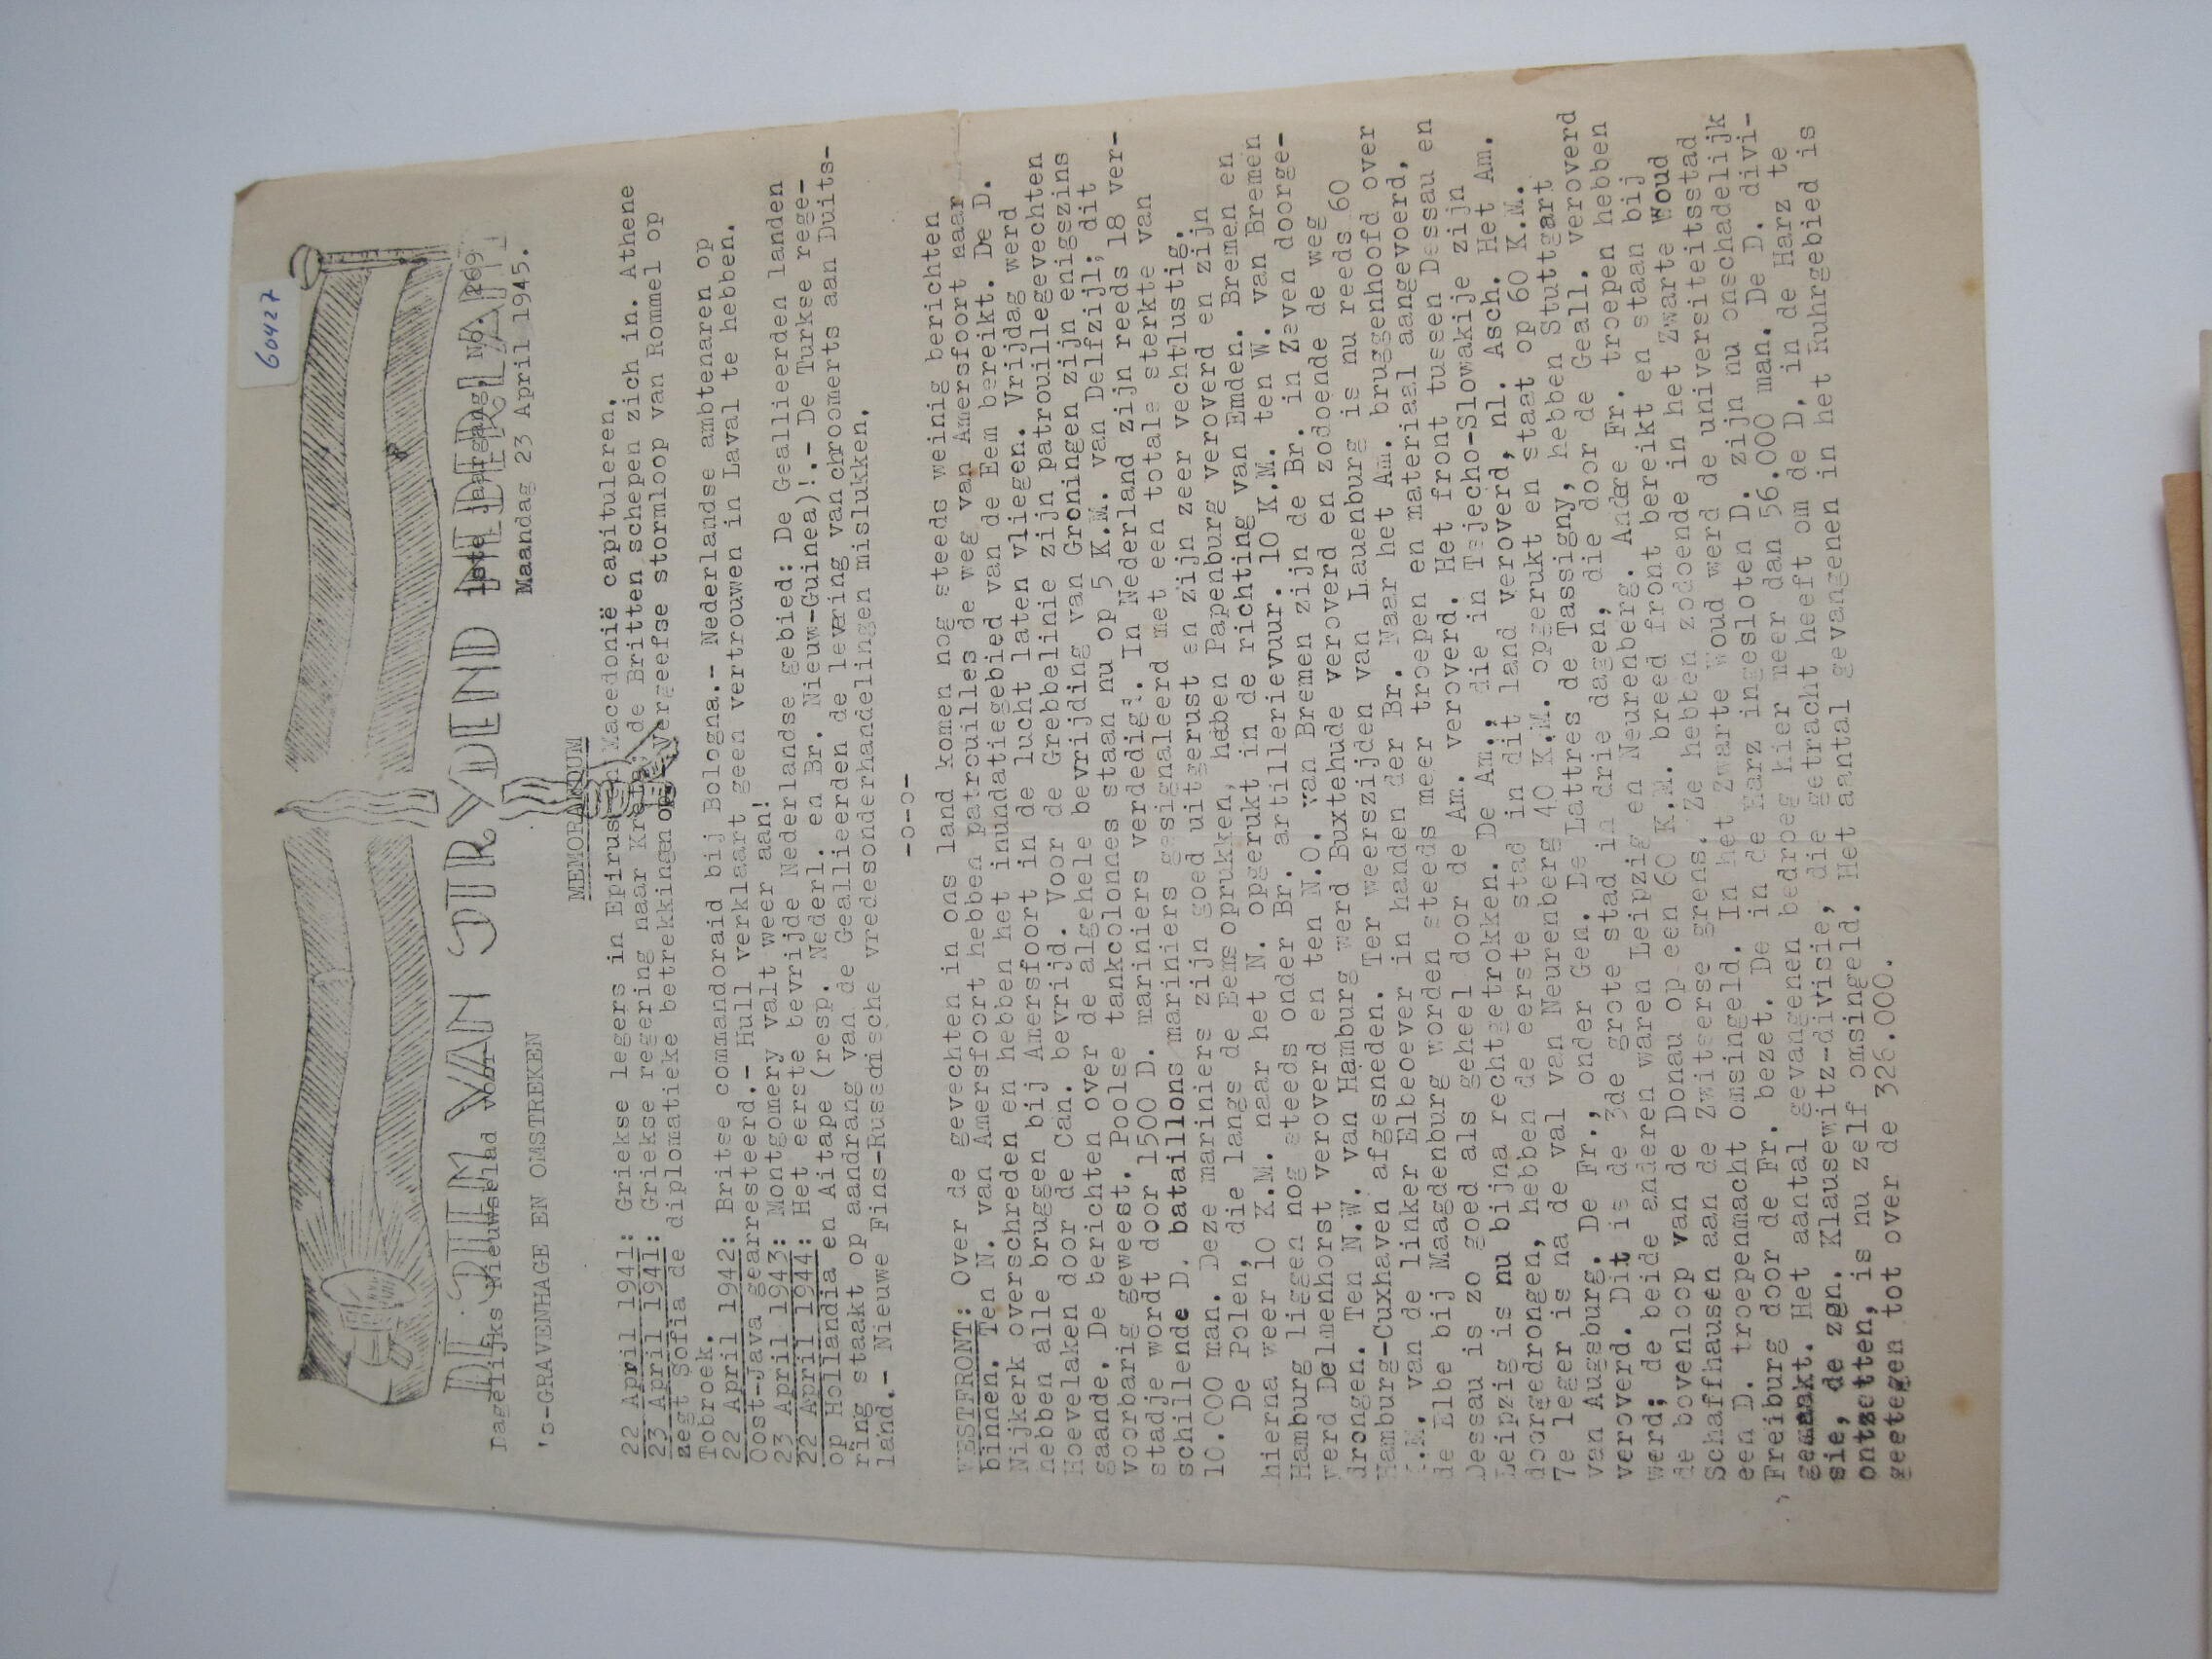 60427
DE STEM VAN STRYDEND NEDERLAND
Dagelijks Nieuwsblad voor 1ste Jaargang, No. 269
's-GRAVENHAGE EN OMSTREKEN Maandag 23 April 1945.
MEMORANDUM
22 April 1941: Griekse legers in Epirus en Macedonië capituleren.
23 April 1941: Griekse regering naar Kreta, de Britten schepen zich in. Athene
zegt Sofia de diplomatieke betrekkingen op.- Vergeefse stormloop van Rommel op
Tobroek.
22 April 1942: Britse commandoraid bij Bologna.- Nederlandse ambtenaren op
Oost-Java gearresteerd.- Hull verklaart geen vertrouwen in Laval te hebben.
23 April 1943: Montgomery valt weer aan!
22 April 1944: Het eerste bevrijde Nederlandse gebied: De Geallieerden landen
op Hollandia en Aitape (resp. Nederl. en Br. Nieuw-Guinea)!.- De Turkse rege-
ring staakt op aandrang van de Geallieerden de levering van chroomerts aan Duits-
land.- Nieuwe Fins-Russische vredesonderhandelingen mislukken.
-o-o-o-
WESTFRONT: Over de gevechten in ons land komen nog steeds weinig berichten
binnen. Ten N. van Amersfoort hebben patrouilles de weg van Amersfoort naar
Nijkerk overschreden en hebben het inundatiegebied van de Eem bereikt. De D.
hebben alle bruggen bij Amersfoort in de lucht laten vliegen. Vrijdag werd
Hoevelaken door de Can. bevrijd. Voor de Grebbelinie zijn patrouillegevechten
gaande. De berichten over de algehele bevrijding van Groningen zijn enigszins
voorbarig geweest. Poolse tankcolonnes staan nu op 5 K.M. van Delfzijl; dit
stadje wordt door 1500 D. mariniers verdedigd. In Nederland zijn reeds 18 ver-
schillende D. bataillons mariniers gesignaleerd met een totale sterkte van
10.000 man. Deze mariniers zijn goed uitgerust en zijn zeer vechtlustig.
De Polen, die langs de Eems oprukken, haben Papenburg veroverd en zijn
hierna weer 10 K.M. naar het N. opgerukt in de richting van Emden. Bremen en
Hamburg liggen nog steeds onder Br. artillerievuur. 10 K.M. ten W. van Bremen
werd Delmenhorst veroverd en ten N.O. van Bremen zijn de Br. in Zeven doorge-
drongen. Ten N.W. van Hamburg werd Buxtehude veroverd en zodoende de weg
Hamburg-Cuxhaven afgesneden. Ter weerszijden van Lauenburg is nu reeds 60
K.M. van de linker Elbeoever in handen der Br. Naar het Am. bruggenhoofd over
de Elbe bij Maagdenburg worden steeds meer troepen en materiaal aangevoerd.
Dessau is zo goed als geheel door de Am. veroverd. Het front tussen Dessau en
Leipzig is nu bijna rechtgetrokken. De Am., die in Tsjecho-Slowakije zijn
doorgedrongen, hebben de eerste stad in dit land veroverd, nl. Asch. Het Am.
7e leger is na de val van Neurenberg 40 K.M. opgerukt en staat op 60 K.M.
van Augsburg. De Fr., onder Gen. De Lattres de Tassigny, hebben Stuttgart
veroverd. Dit is de 3de grote stad in drie dagen, die door de Geall. veroverd
werd; de beide anderen waren Leipzig en Neurenberg. Andere Fr. troepen hebben
de bovenloop van de Donau op een 60 K.M. breed front bereikt en staan bij
Schaffhausen aan de Zwitserse grens. Ze hebben zodoende in het Zwarte Woud
een D. troepenmacht omsingeld. In het Zwarte Woud werd de universiteitsstad
Freiburg door de Fr. bezet. De in de Harz ingesloten D. zijn nu onschadelijk
gemaakt. Het aantal gevangenen bedroeg hier meer dan 56.000 man. De D. divi-
sie, de zgn. Klausewitz-divisie, die getracht heeft om de D. in de Harz te
ontzetten, is nu zelf omsingeld. Het aantal gevangenen in het Ruhrgebied is
gestegen tot over de 326.000.